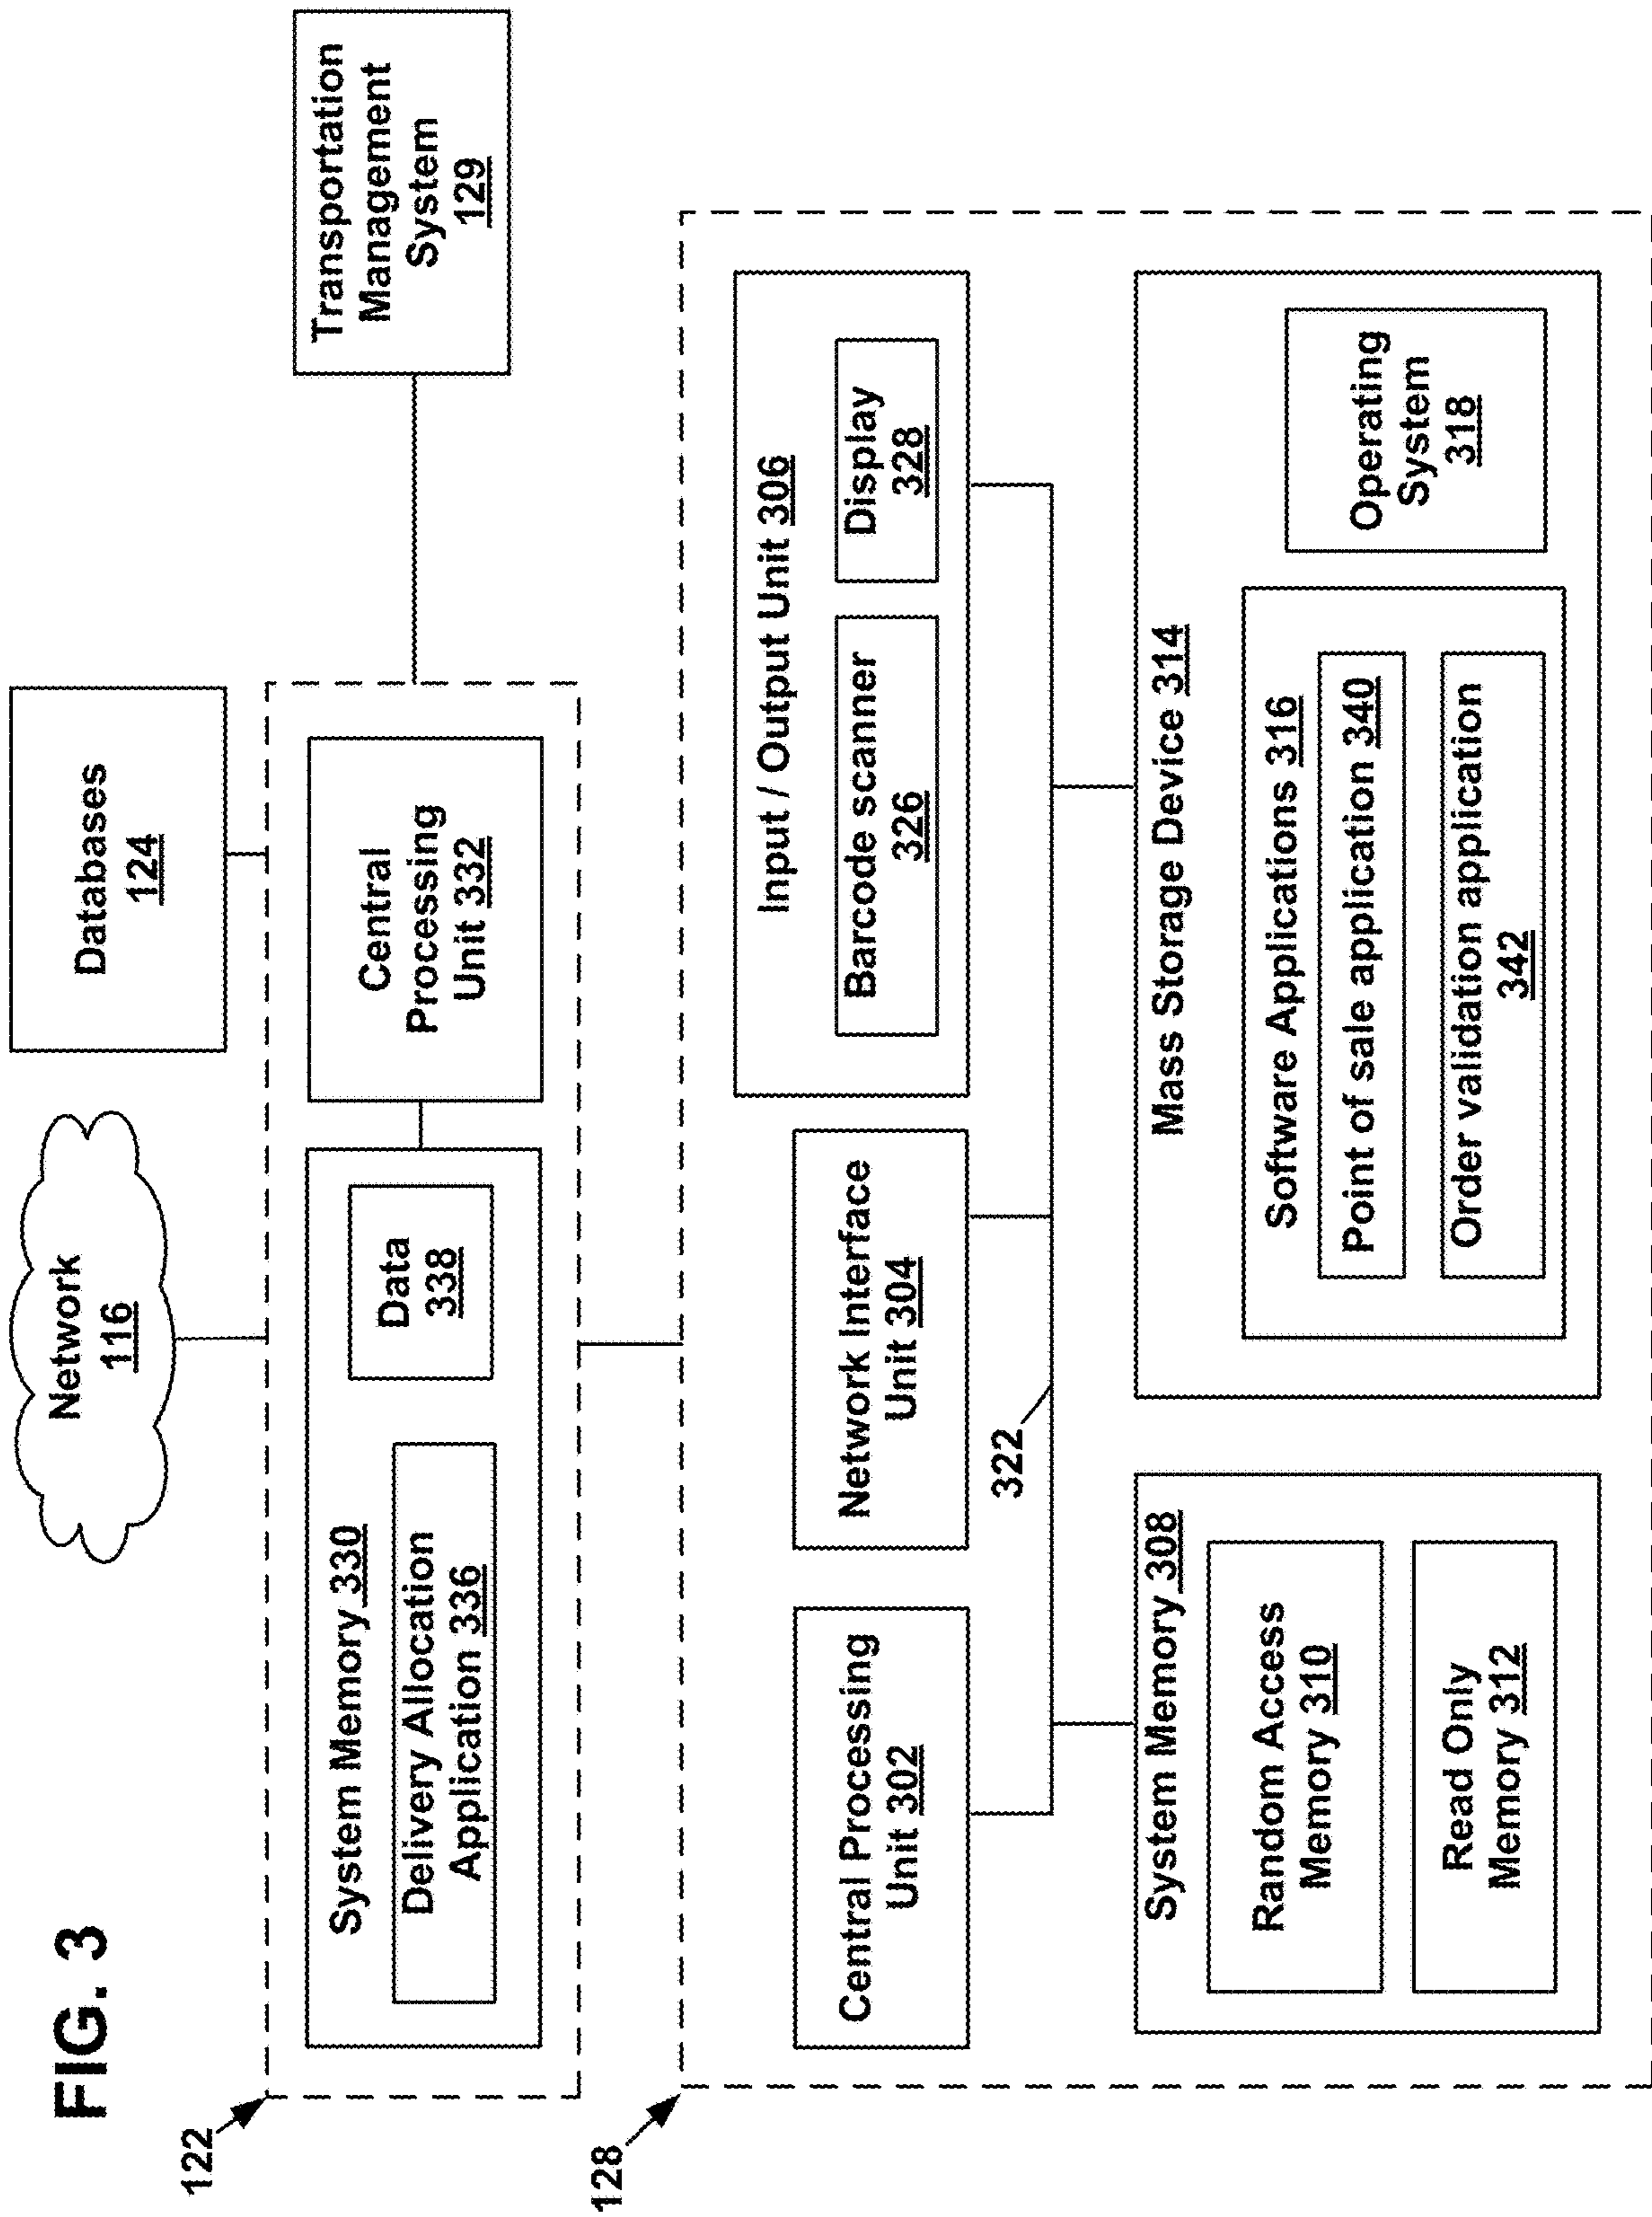 FIG. 3
Network
116
Databases
124
122
System Memory 330
Delivery Allocation
Application 336
Data
338
Central
Processing
Unit 332
Transportation
Management
System
129
128
Central Processing
Unit 302
Network Interface
Unit 304
Input / Output Unit 306
Barcode scanner
326
Display
328
322
System Memory 308
Random Access
Memory 310
Read Only
Memory 312
Mass Storage Device 314
Software Applications 316
Point of sale application 340
Order validation application
342
Operating
System
318